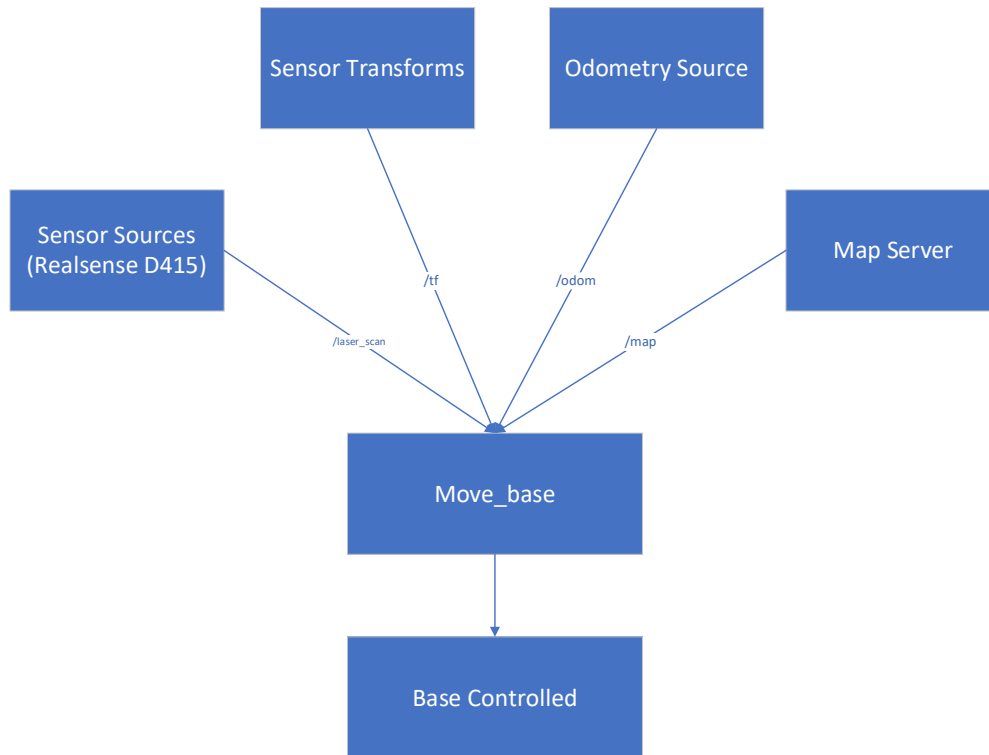 Sensor Transforms
Odometry Source
Sensor Sources
(Realsense D415)
Map Server
/tf
/odom
/laser_scan
/map
Move_base
Base Controlled